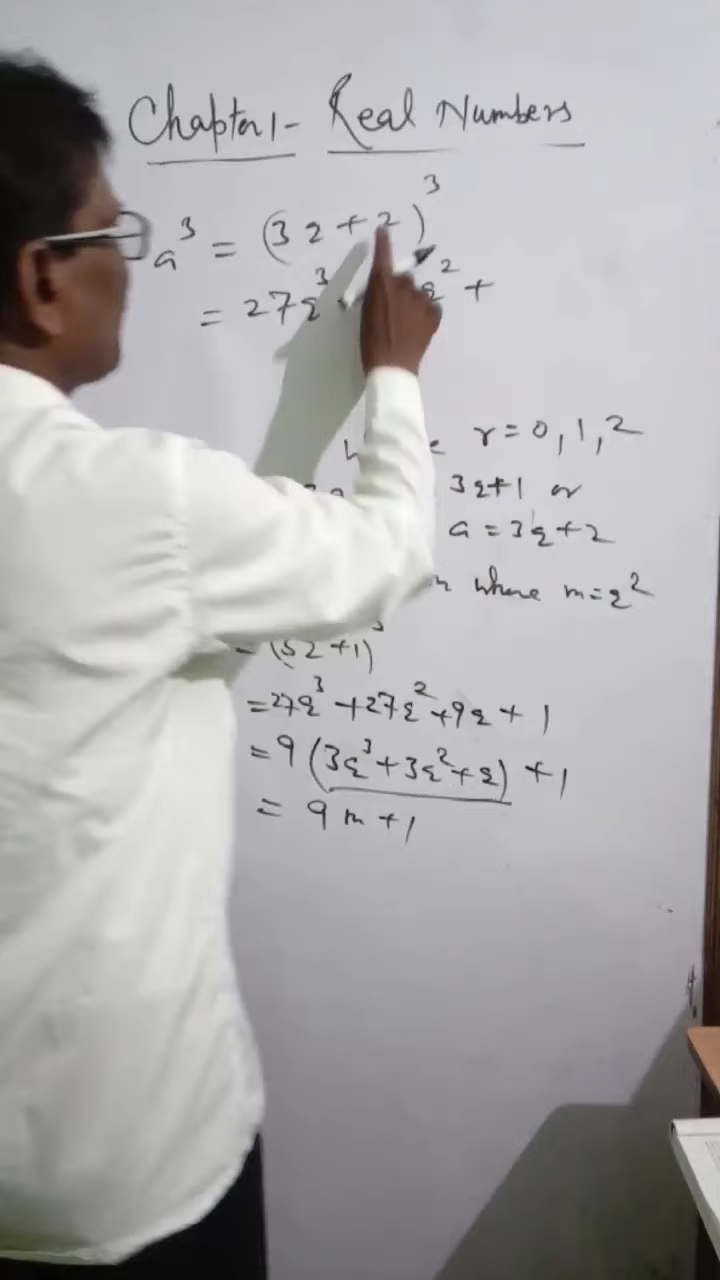 Chapter 1- Real Numbers
a³ = (3q+2)³
= 27q³ q² +
r=0,1,2
3q+1 or
a=3q+2
where m=q²
= (3q+1)³
=27q³+27q²+9q+1
=9(3q³+3q²+q)+1
= 9m+1